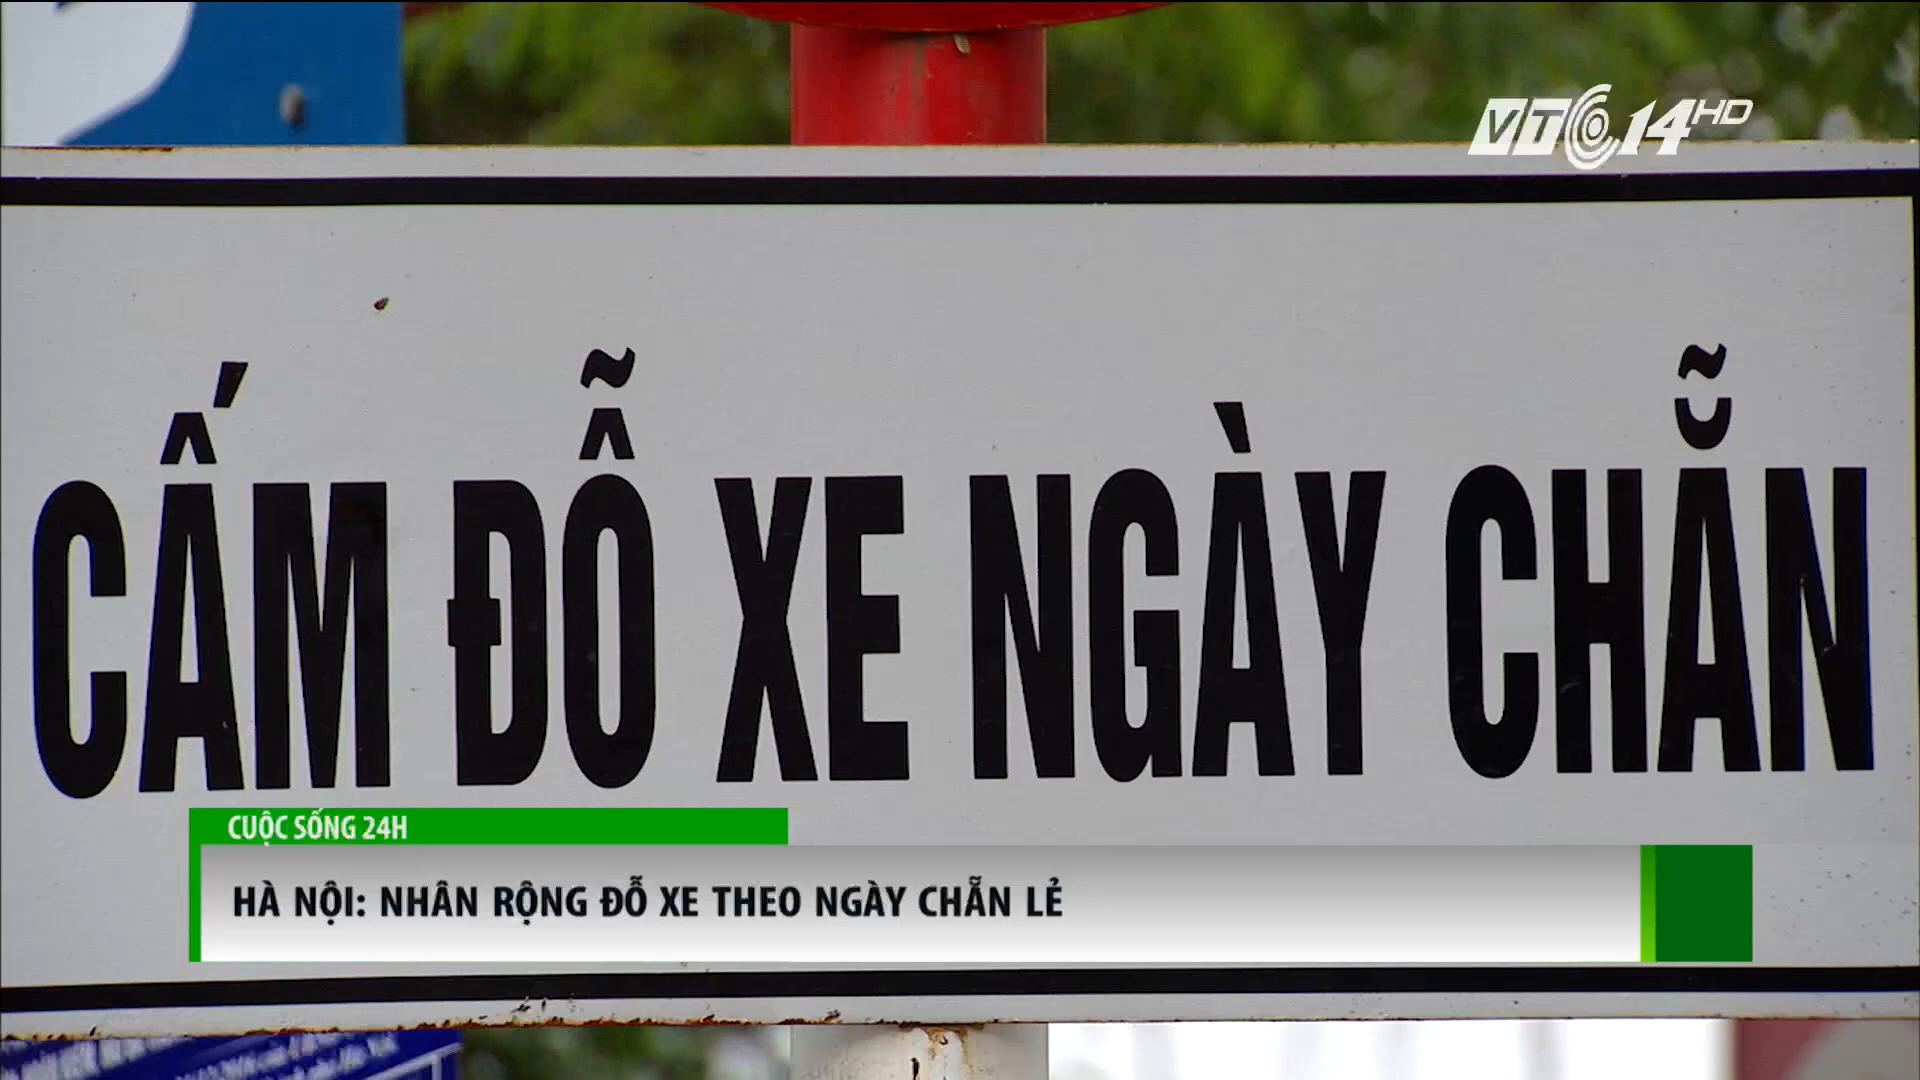 VTC14HD
CẤM ĐỖ XE NGÀY CHẴN
CUỘC SỐNG 24H
HÀ NỘI: NHÂN RỘNG ĐỖ XE THEO NGÀY CHẴN LẺ